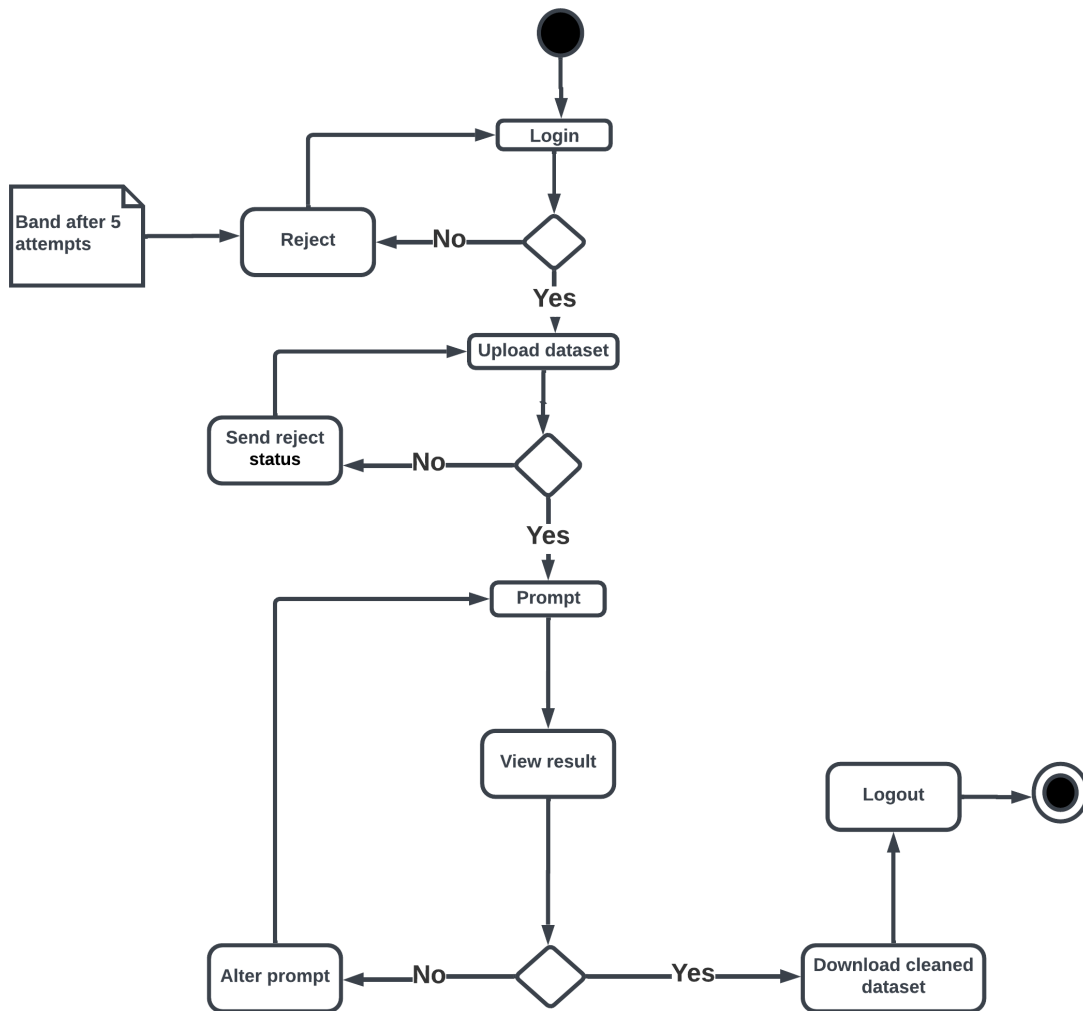 Login
Band after 5
attempts
Reject
No
Yes
Upload dataset
Send reject
status
No
Yes
Prompt
View result
Logout
Alter prompt
No
Yes
Download cleaned
dataset